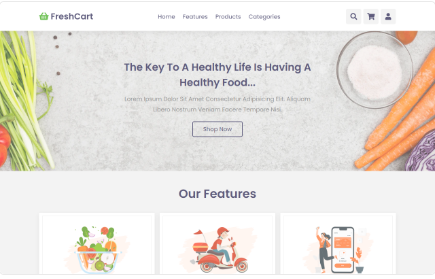 FreshCart
Home Features Products Categories
The Key To A Healthy Life Is Having A
Healthy Food...
Lorem Ipsum Dolor Sit Amet Consectetur Adipisicing Elit. Aliquam
Libero Nostrum Veniam Facere Tempore Nisi.
Shop Now
Our Features